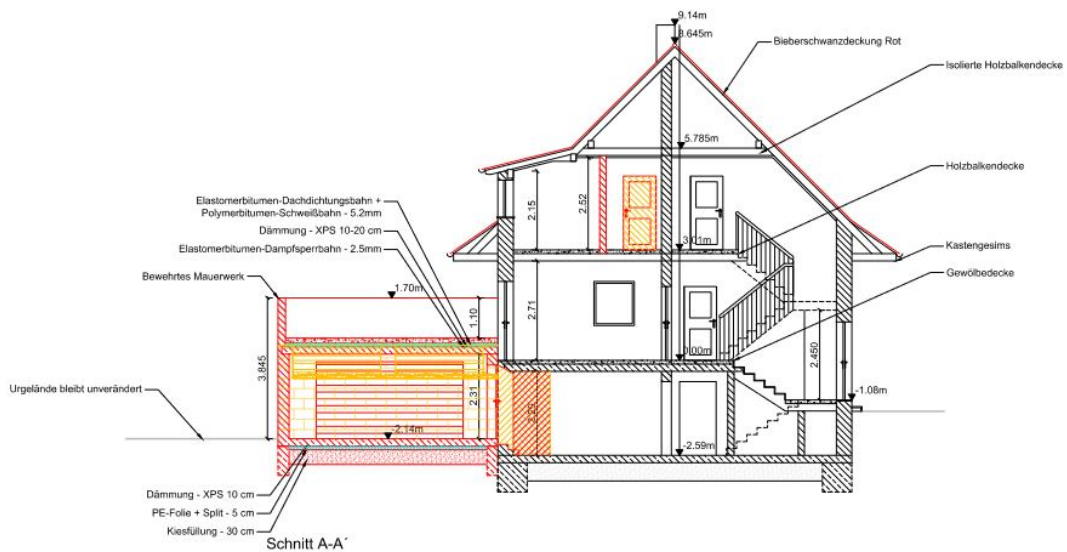 9.14m
8.645m
Bieberschwanzdeckung Rot
Isolierte Holzbalkendecke
5.785m
Holzbalkendecke
2.52
2.15
Elastomerbitumen-Dachdichtungsbahn +
Polymerbitumen-Schweißbahn - 5.2mm
Dämmung - XPS 10-20 cm
Elastomerbitumen-Dampfsperrbahn - 2.5mm
3.01m
Kastengesims
Gewölbedecke
Bewehrtes Mauerwerk
1.70m
1.10
2.71
0.00m
2.450
3.845
Urgelände bleibt unverändert
2.31
-1.08m
-2.14m
-2.59m
Dämmung - XPS 10 cm
PE-Folie + Split - 5 cm
Kiesfüllung - 30 cm
Schnitt A-A´